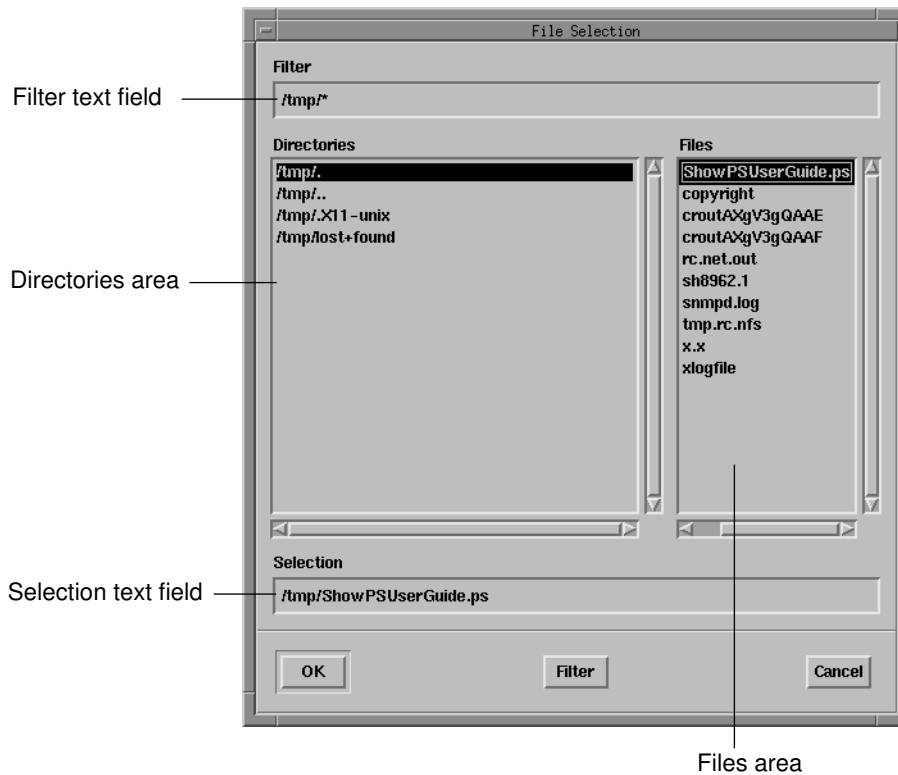 File Selection
Filter
Filter text field
/tmp/*
Directories
Files
/tmp/.
/tmp/..
/tmp/.X11-unix
/tmp/lost+found
ShowPSUserGuide.ps
copyright
croutAXgV3gQAAE
croutAXgV3gQAAF
rc.net.out
sh8962.1
snmpd.log
tmp.rc.nfs
x.x
xlogfile
Directories area
Selection
Selection text field
/tmp/ShowPSUserGuide.ps
OK
Filter
Cancel
Files area